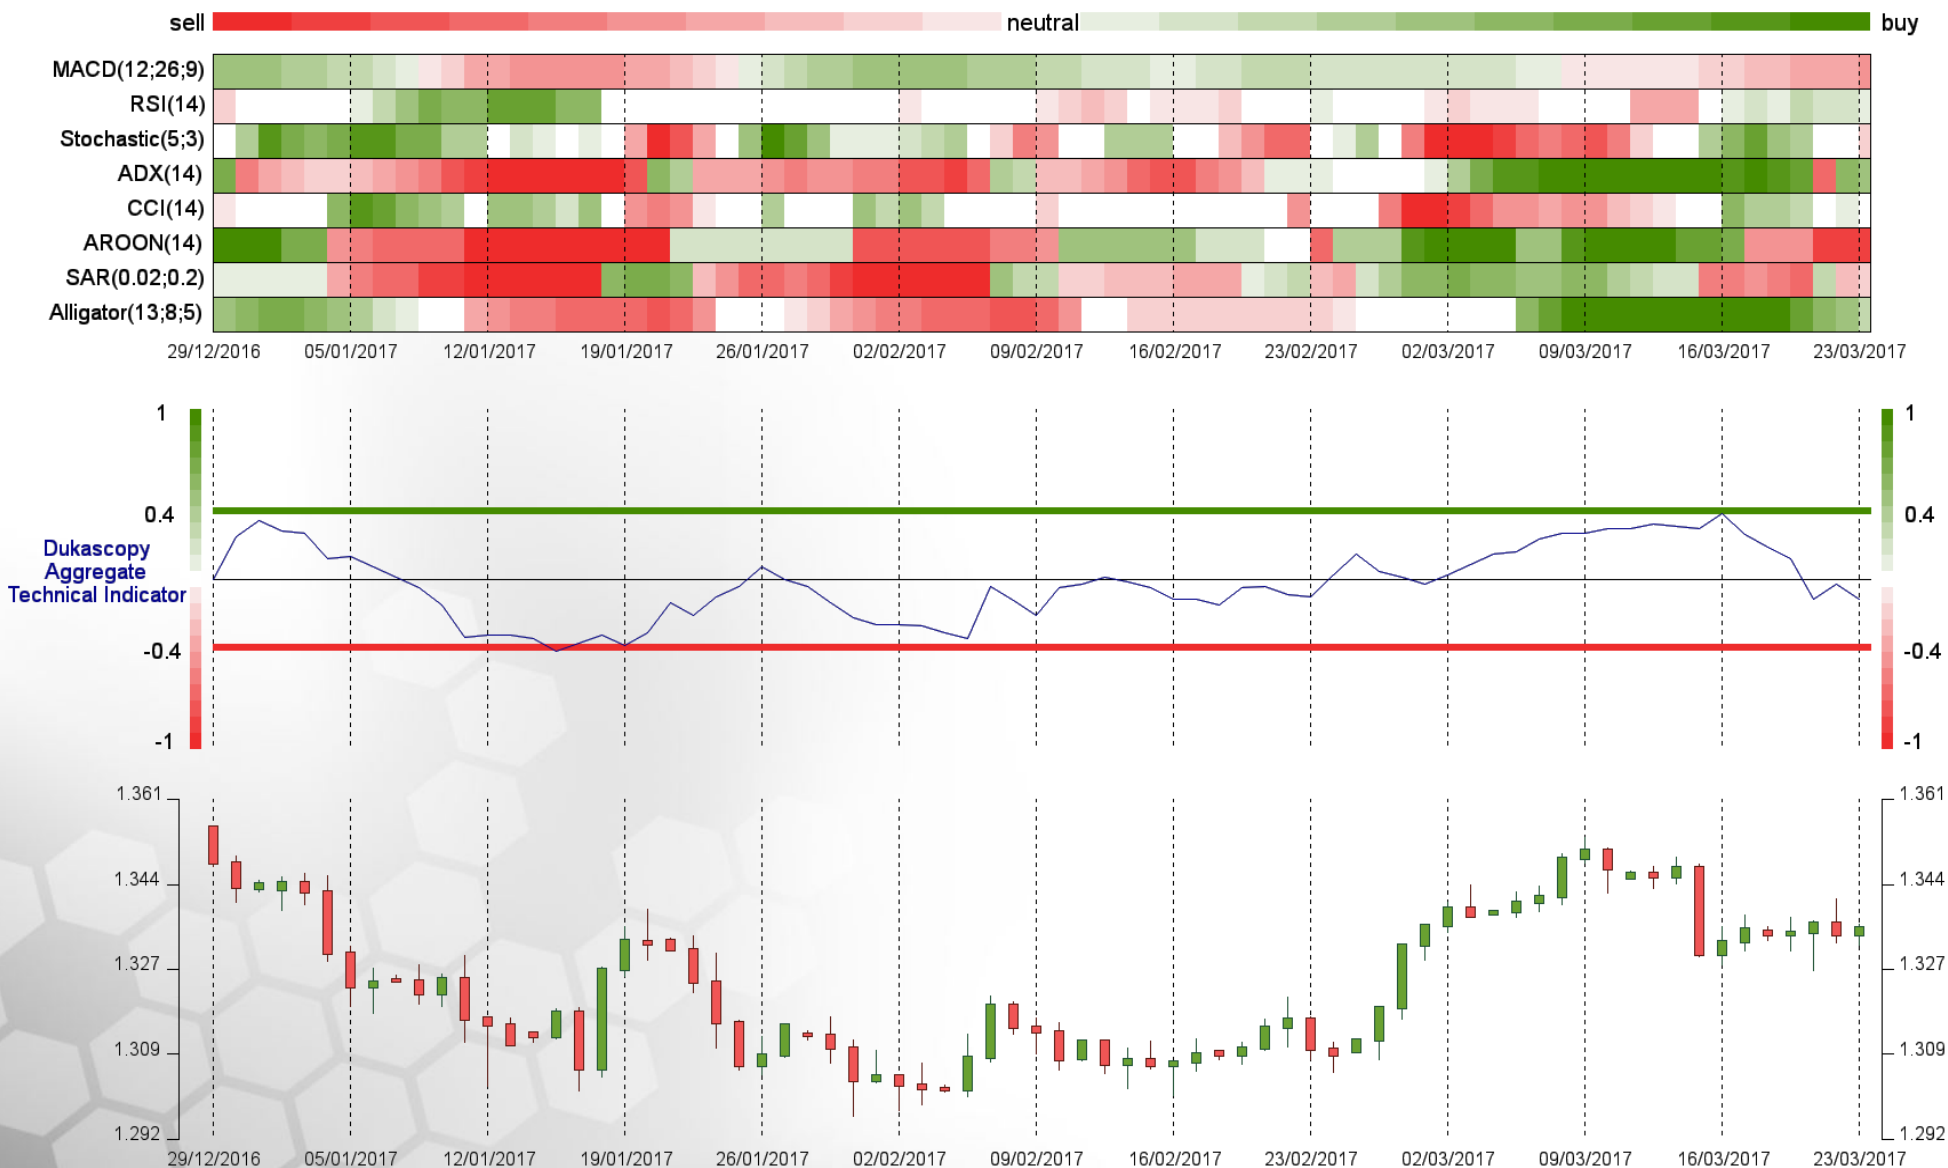 sell neutral buy
MACD(12;26;9)
RSI(14)
Stochastic(5;3)
ADX(14)
CCI(14)
AROON(14)
SAR(0.02;0.2)
Alligator(13;8;5)
29/12/2016 05/01/2017 12/01/2017 19/01/2017 26/01/2017 02/02/2017 09/02/2017 16/02/2017 23/02/2017 02/03/2017 09/03/2017 16/03/2017 23/03/2017
1 1
0.4 0.4
Dukascopy
Aggregate
Technical Indicator
-0.4 -0.4
-1 -1
1.361 1.361
1.344 1.344
1.327 1.327
1.309 1.309
1.292 1.292
29/12/2016 05/01/2017 12/01/2017 19/01/2017 26/01/2017 02/02/2017 09/02/2017 16/02/2017 23/02/2017 02/03/2017 09/03/2017 16/03/2017 23/03/2017